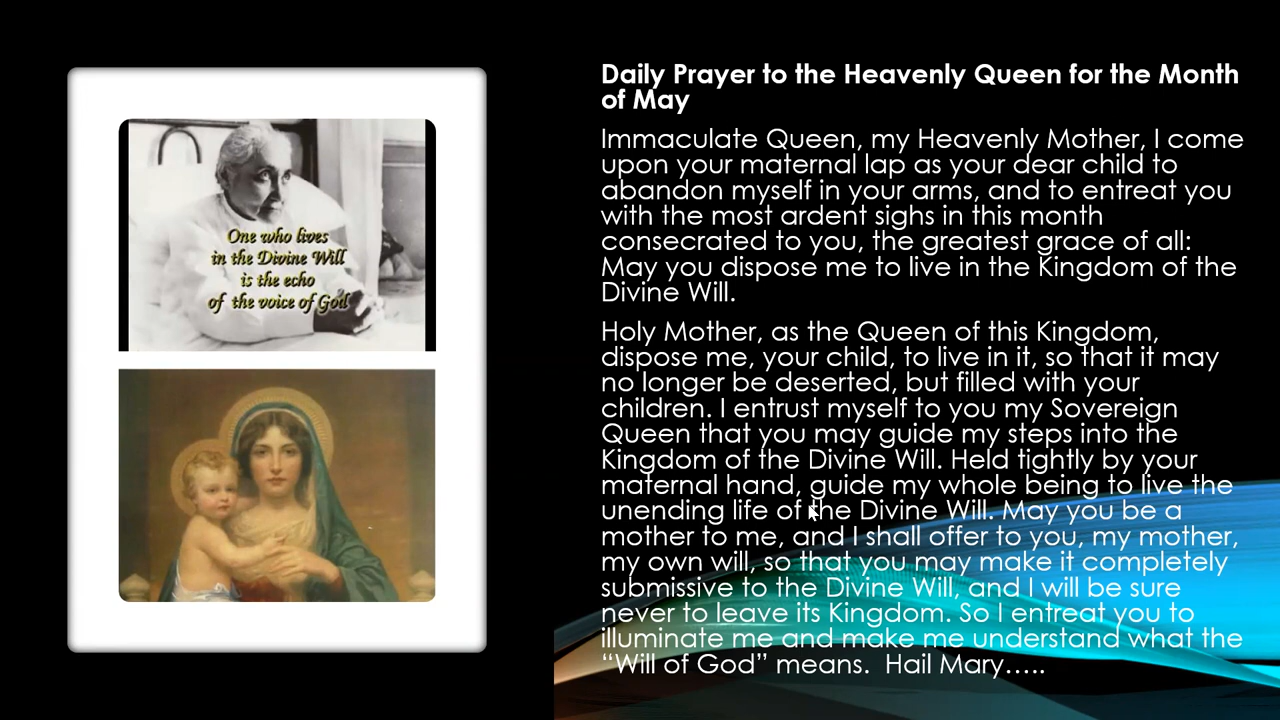 One who lives
in the Divine Will
is the echo
of the voice of God
Daily Prayer to the Heavenly Queen for the Month
of May
Immaculate Queen, my Heavenly Mother, I come
upon your maternal lap as your dear child to
abandon myself in your arms, and to entreat you
with the most ardent sighs in this month
consecrated to you, the greatest grace of all:
May you dispose me to live in the Kingdom of the
Divine Will.
Holy Mother, as the Queen of this Kingdom,
dispose me, your child, to live in it, so that it may
no longer be deserted, but filled with your
children. I entrust myself to you my Sovereign
Queen that you may guide my steps into the
Kingdom of the Divine Will. Held tightly by your
maternal hand, guide my whole being to live the
unending life of the Divine Will. May you be a
mother to me, and I shall offer to you, my mother,
my own will, so that you may make it completely
submissive to the Divine Will, and I will be sure
never to leave its Kingdom. So I entreat you to
illuminate me and make me understand what the
“Will of God” means.  Hail Mary…..